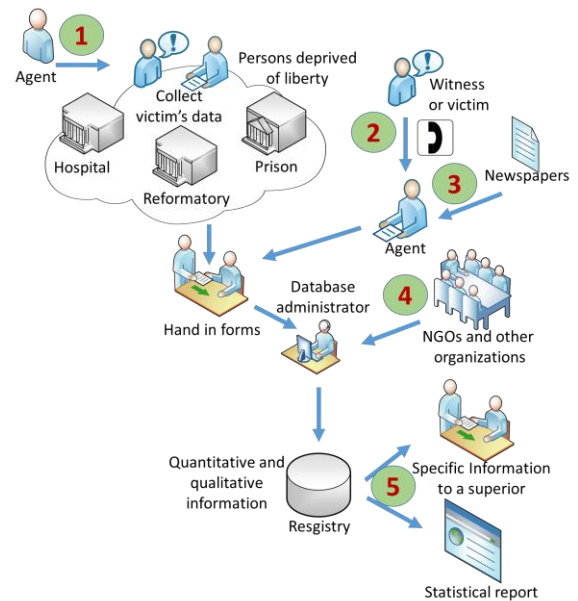 1
Agent
Persons deprived
of liberty
Collect
victim's data
Hospital
Reformatory
Prison
Witness
or victim
2
3
Newspapers
Agent
Hand in forms
Database
administrator
4
NGOs and other
organizations
Quantitative and
qualitative
information
Resgistry
5
Specific Information
to a superior
Statistical report